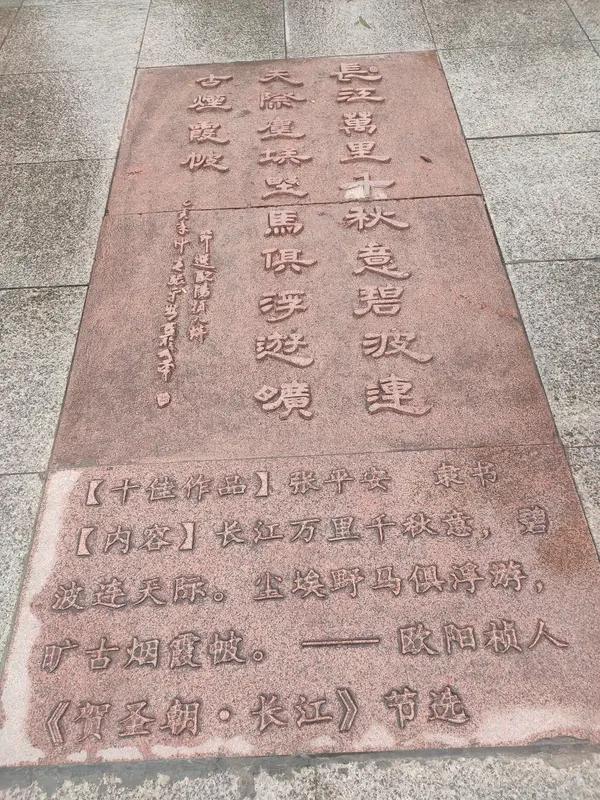 長江萬里千秋意碧波連
天際塵埃埜馬俱浮遊曠
古煙霞帔
【十佳作品】张平安 隶书
【内容】长江万里千秋意，碧
波连天际。尘埃野马俱浮游，
旷古烟霞帔。——欧阳祯人
《贺圣朝·长江》节选